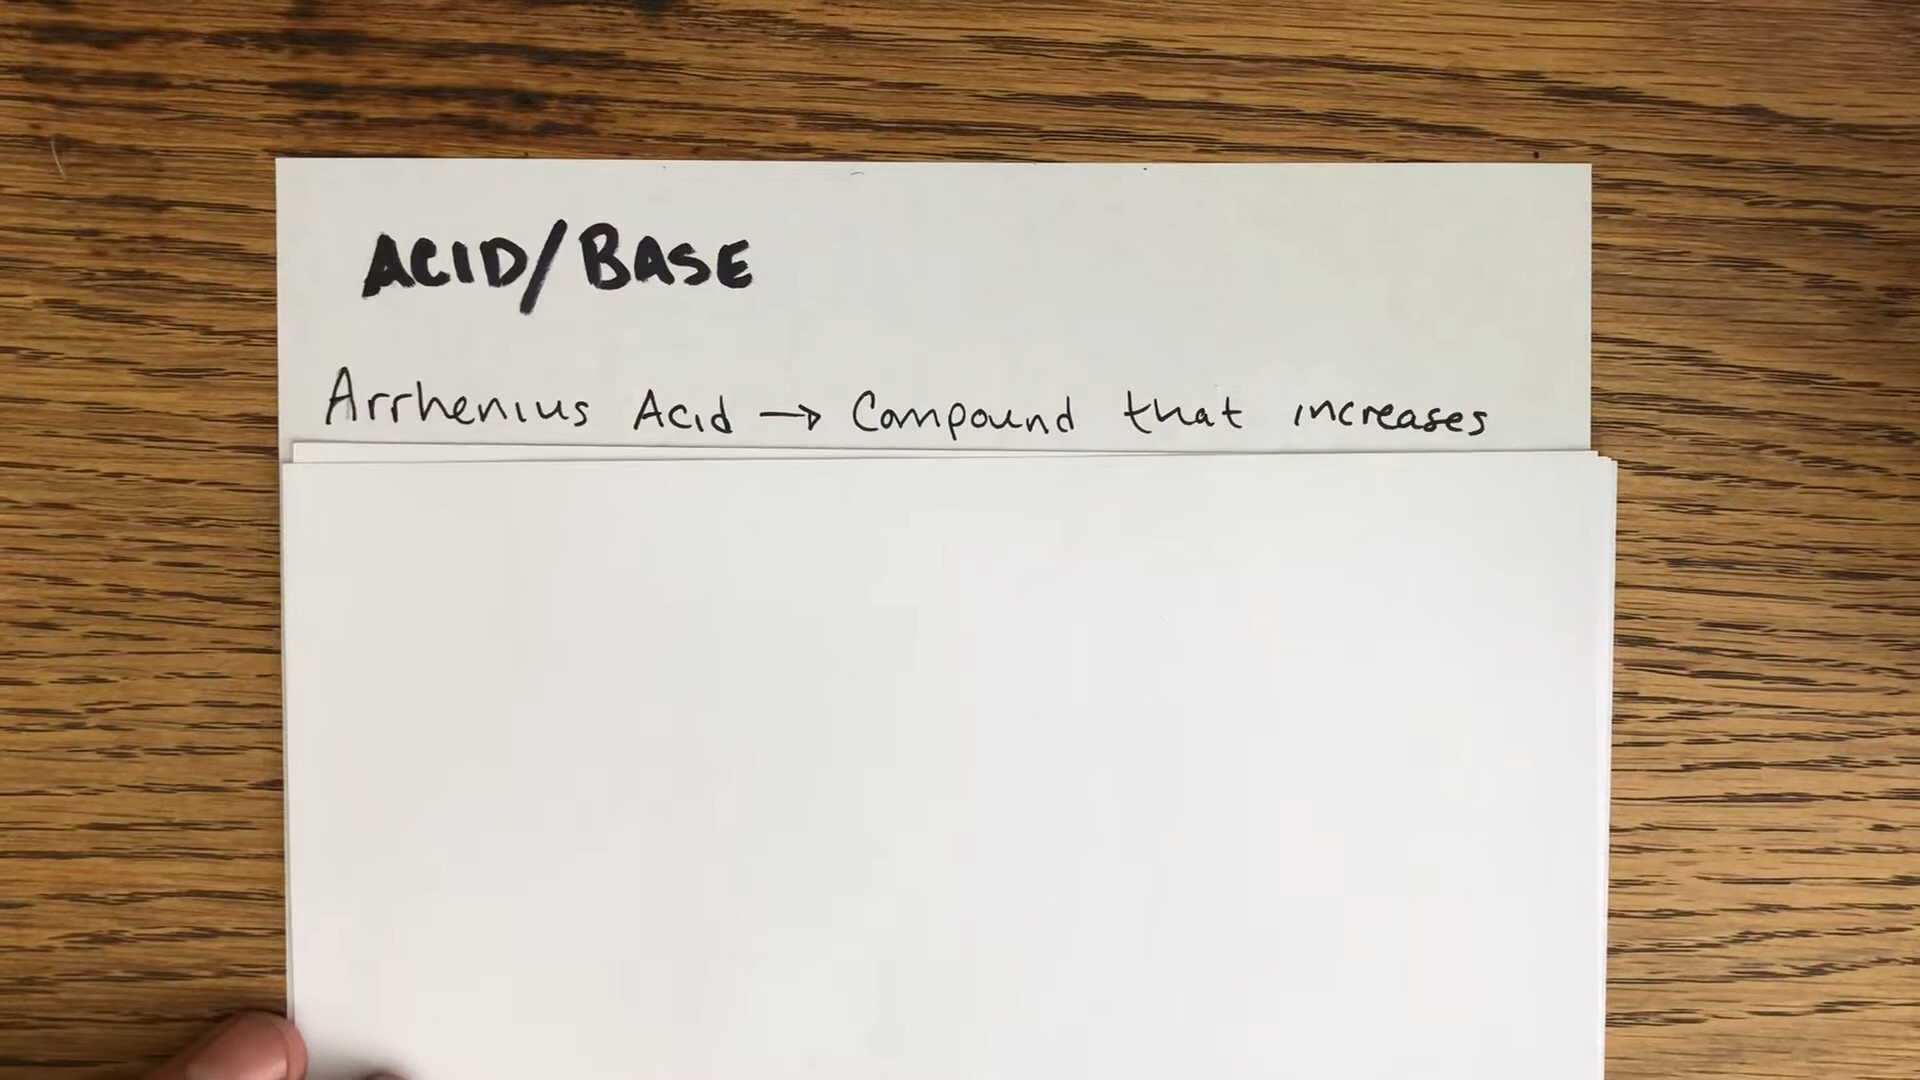 ACID/BASE
Arrhenius Acid → Compound that increases